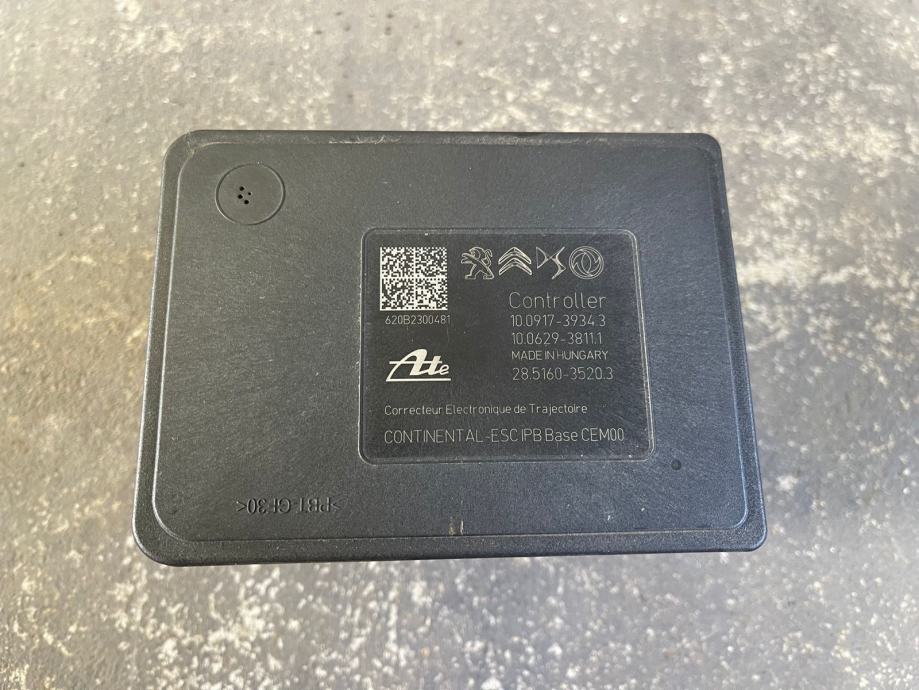 620B2300481
Ate
Controller
10.0917-3934.3
10.0629-3811.1
MADE IN HUNGARY
28.5160-3520.3
Correcteur Electronique de Trajectoire
CONTINENTAL-ESC IPB Base CEM00
>PBT-GF30<